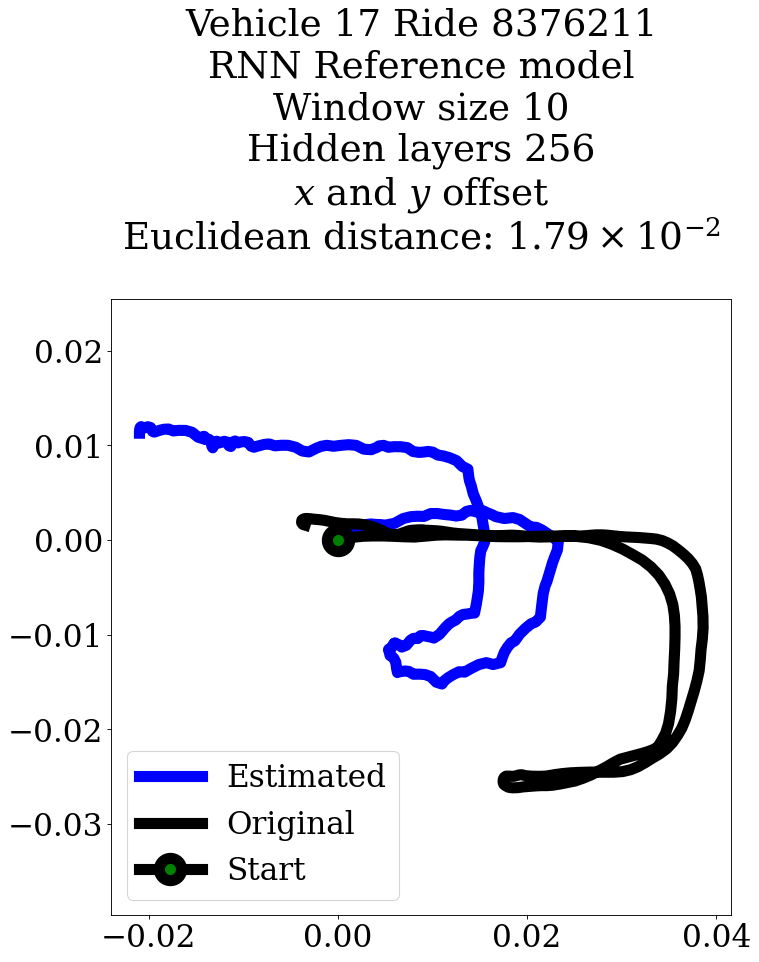 Vehicle 17 Ride 8376211
RNN Reference model
Window size 10
Hidden layers 256
x and y offset
Euclidean distance: 1.79 × 10⁻²
0.02
0.01
0.00
−0.01
−0.02
−0.03
Estimated
Original
Start
−0.02 0.00 0.02 0.04